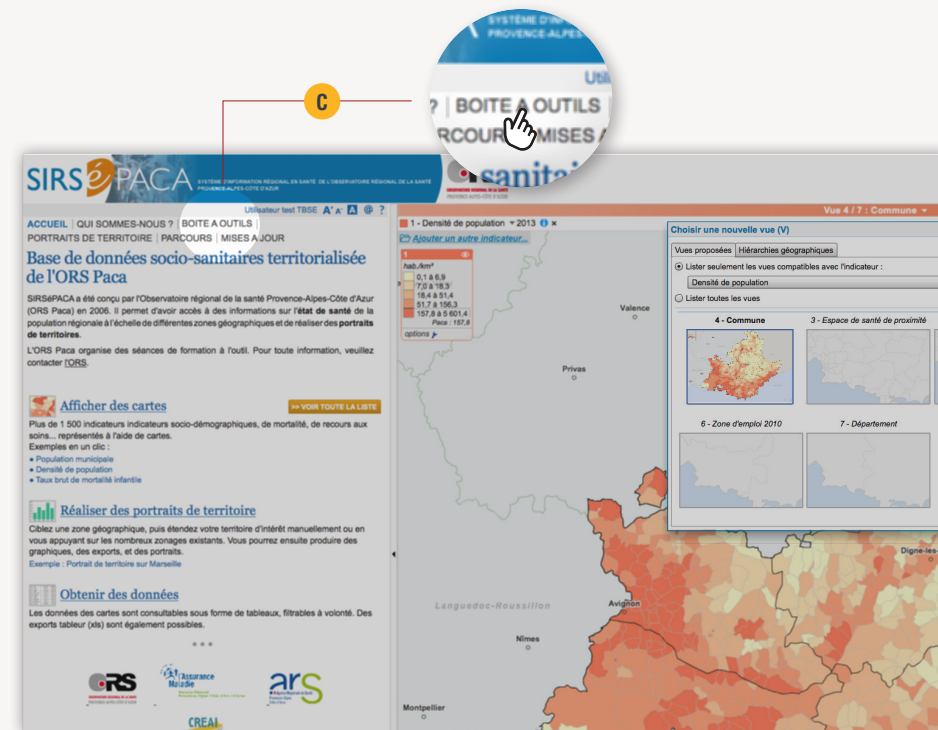 SYSTÈME D'IN
PROVENCE-ALPES-
Util
? | BOITE A OUTILS
RCOUR MISES A
C
SIRSéPACA
SYSTÈME D'INFORMATION RÉGIONAL EN SANTÉ DE L'OBSERVATOIRE RÉGIONAL DE LA SANTÉ
PROVENCE-ALPES-CÔTE D'AZUR
sanitai
Utilisateur test TBSE A+ A- A @ ?
ACCUEIL | QUI SOMMES-NOUS ? | BOITE A OUTILS
PORTRAITS DE TERRITOIRE | PARCOURS | MISES A JOUR
Base de données socio-sanitaires territorialisée
de l'ORS Paca
SIRSéPACA a été conçu par l'Observatoire régional de la santé Provence-Alpes-Côte d'Azur
(ORS Paca) en 2006. Il permet d'avoir accès à des informations sur l'état de santé de la
population régionale à l'échelle de différentes zones géographiques et de réaliser des portraits
de territoires.
L'ORS Paca organise des séances de formation à l'outil. Pour toute information, veuillez
contacter l'ORS.
Afficher des cartes
>> VOIR TOUTE LA LISTE
Plus de 1 500 indicateurs indicateurs socio-démographiques, de mortalité, de recours aux
soins... représentés à l'aide de cartes.
Exemples en un clic :
• Population municipale
• Densité de population
• Taux brut de mortalité infantile
Réaliser des portraits de territoire
Ciblez une zone géographique, puis étendez votre territoire d'intérêt manuellement ou en
vous appuyant sur les nombreux zonages existants. Vous pourrez ensuite produire des
graphiques, des exports, et des portraits.
Exemple : Portrait de territoire sur Marseille
Obtenir des données
Les données des cartes sont consultables sous forme de tableaux, filtrables à volonté. Des
exports tableur (xls) sont également possibles.
ORS
l'Assurance
Maladie
ars
CREAI
Vue 4 / 7 : Commune
1 - Densité de population 2013 ×
Ajouter un autre indicateur...
1
hab./km²
0,1 à 6,9
7,0 à 18,3
18,4 à 51,4
51,7 à 156,3
157,8 à 5 601,4
Paca : 157,8
options
Choisir une nouvelle vue (V)
Vues proposées Hiérarchies géographiques
Lister seulement les vues compatibles avec l'indicateur :
Densité de population
Lister toutes les vues
4 - Commune
3 - Espace de santé de proximité
6 - Zone d'emploi 2010
7 - Département
Valence
Privas
Digne-les-
Languedoc-Roussillon
Avignon
Nîmes
Montpellier